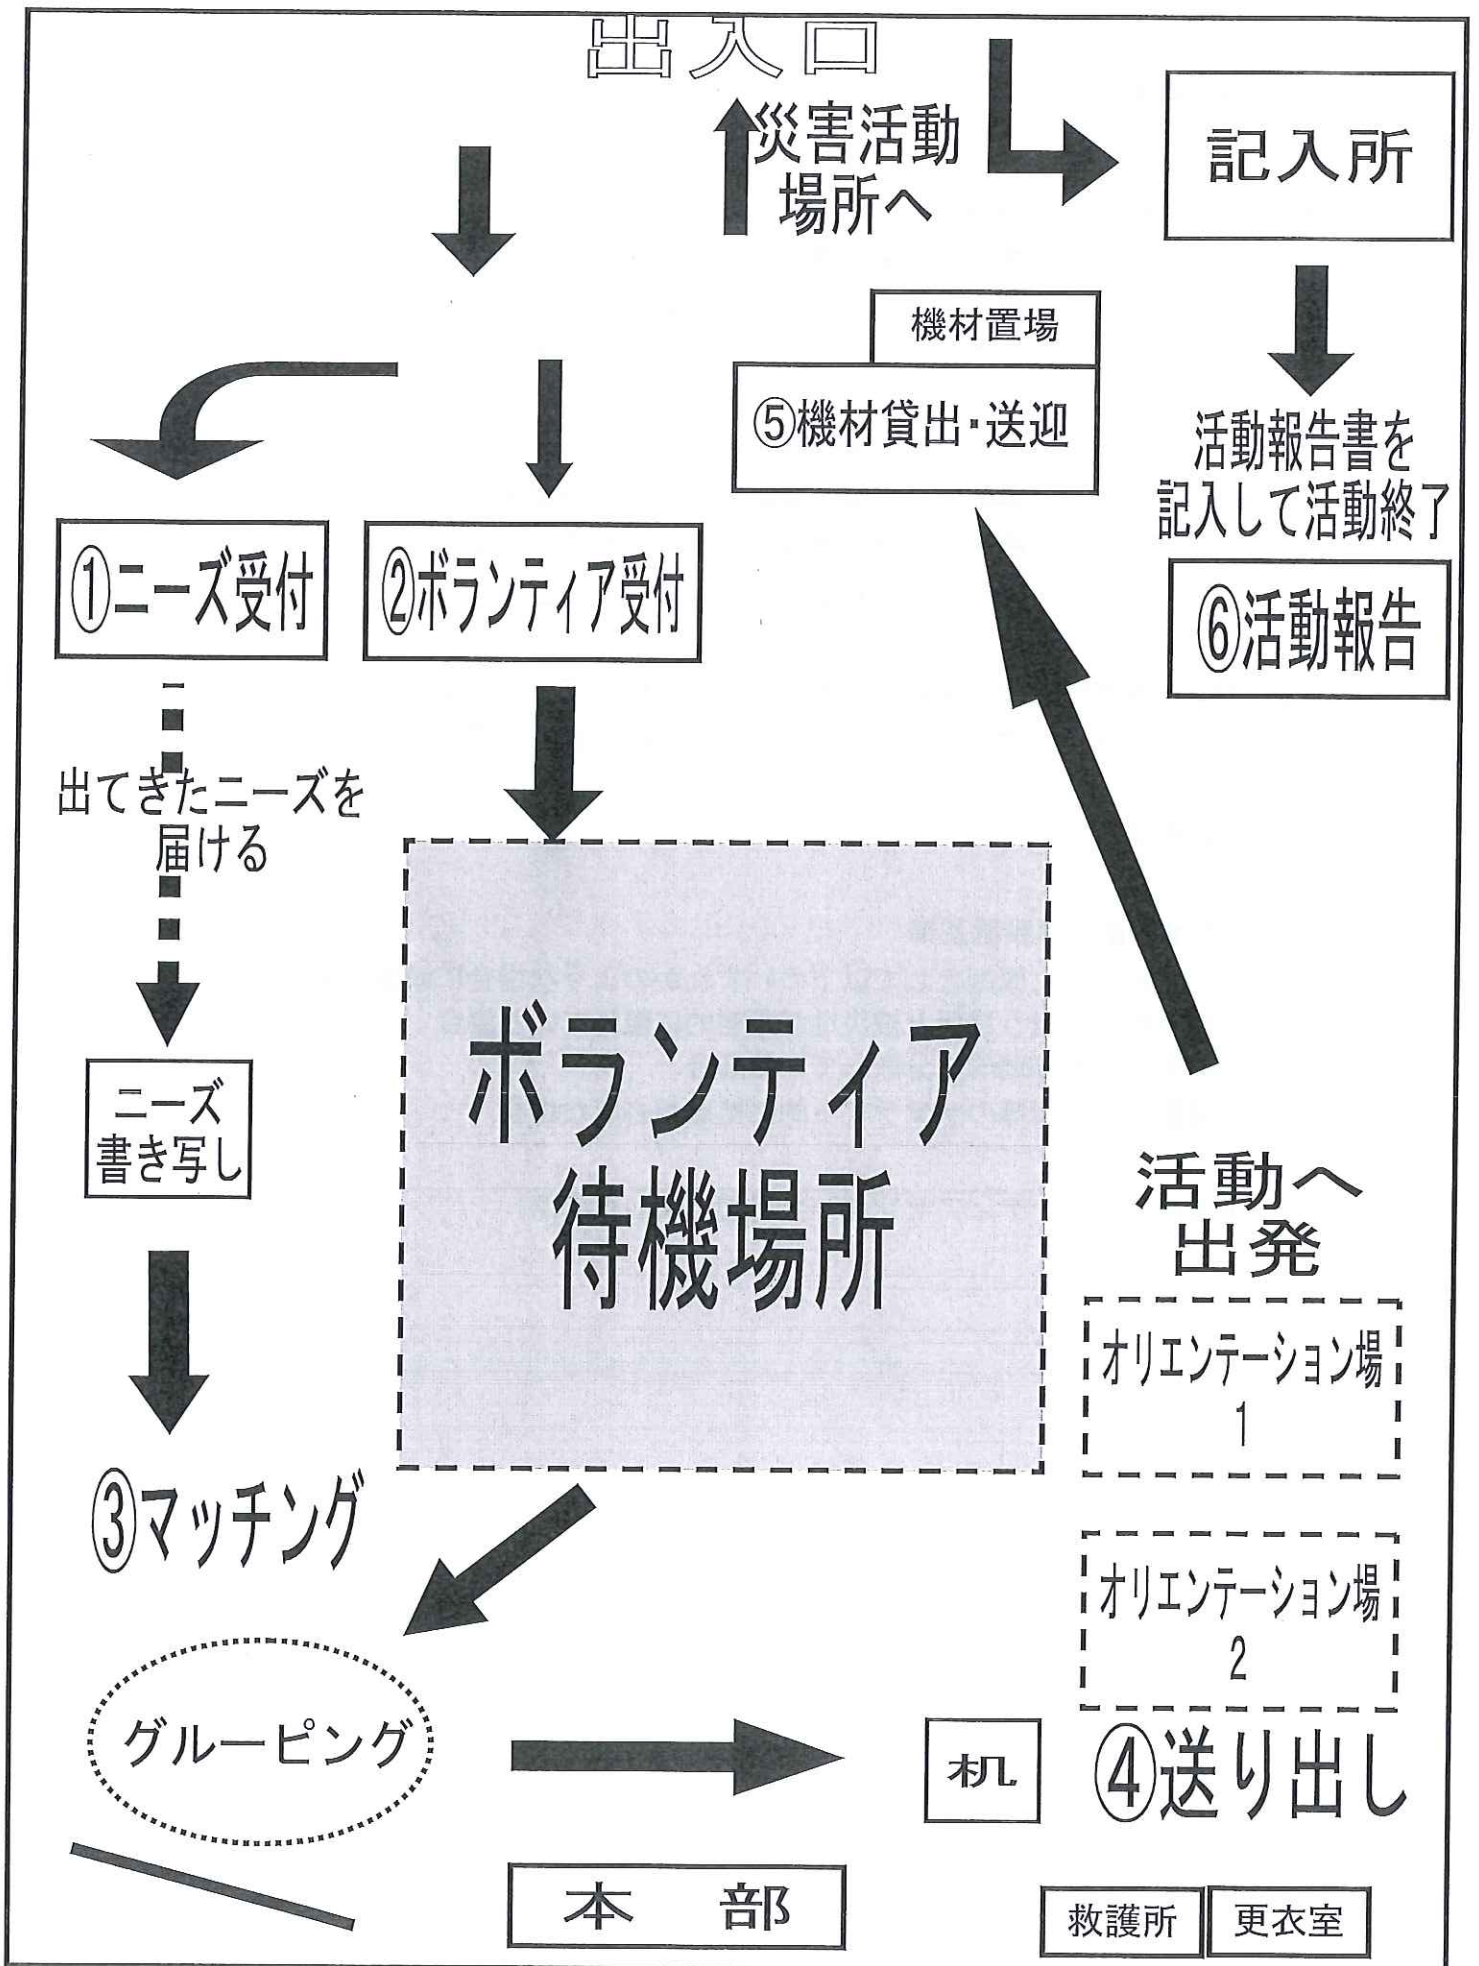 出入口
災害活動
場所へ
記入所
機材置場
⑤機材貸出・送迎
活動報告書を
記入して活動終了
⑥活動報告
①ニーズ受付
②ボランティア受付
出てきたニーズを
届ける
ニーズ
書き写し
ボランティア
待機場所
活動へ
出発
オリエンテーション場
1
オリエンテーション場
2
③マッチング
グルーピング
机
④送り出し
本 部
救護所
更衣室